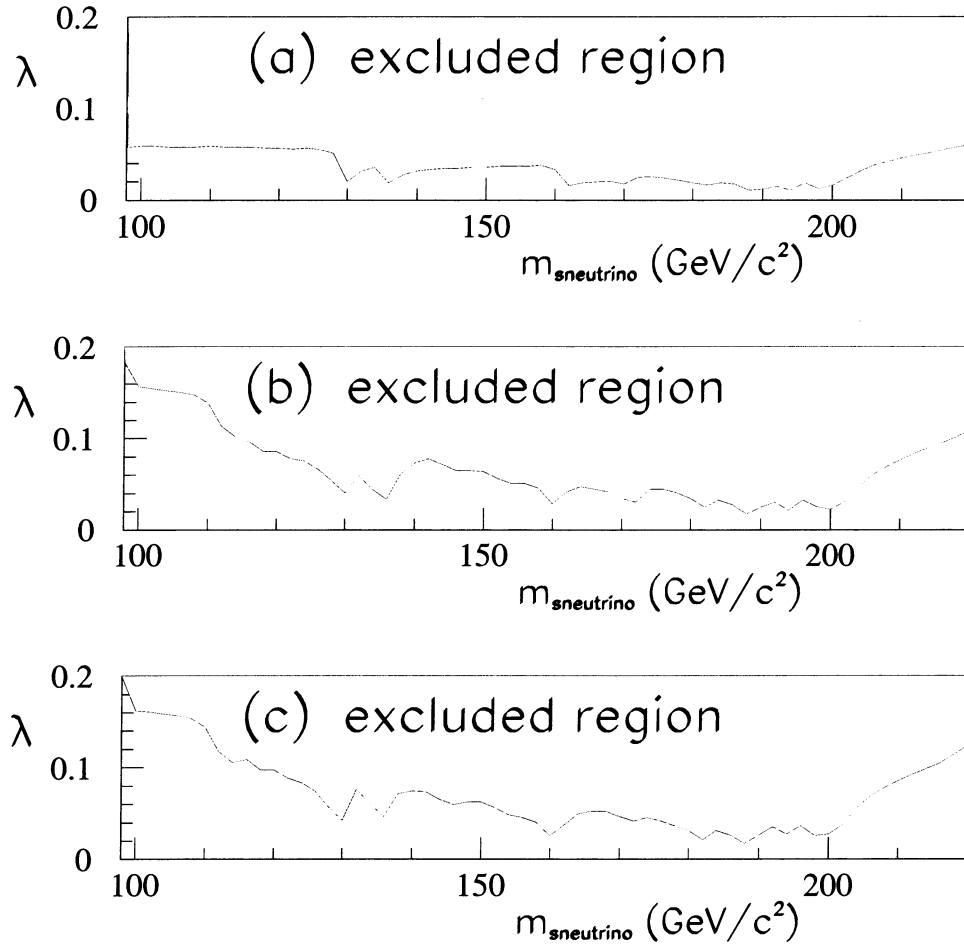 0.2
(a) excluded region
λ
0.1
0
100 150 200
m_sneutrino (GeV/c²)
0.2
(b) excluded region
λ
0.1
0
100 150 200
m_sneutrino (GeV/c²)
0.2
(c) excluded region
λ
0.1
0
100 150 200
m_sneutrino (GeV/c²)